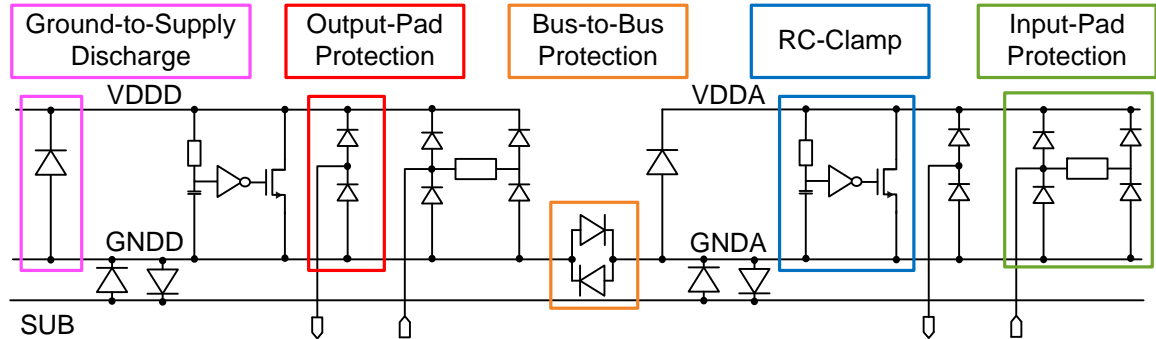 Ground-to-Supply
Discharge
Output-Pad
Protection
Bus-to-Bus
Protection
RC-Clamp
Input-Pad
Protection
VDDD
VDDA
GNDD
GNDA
SUB